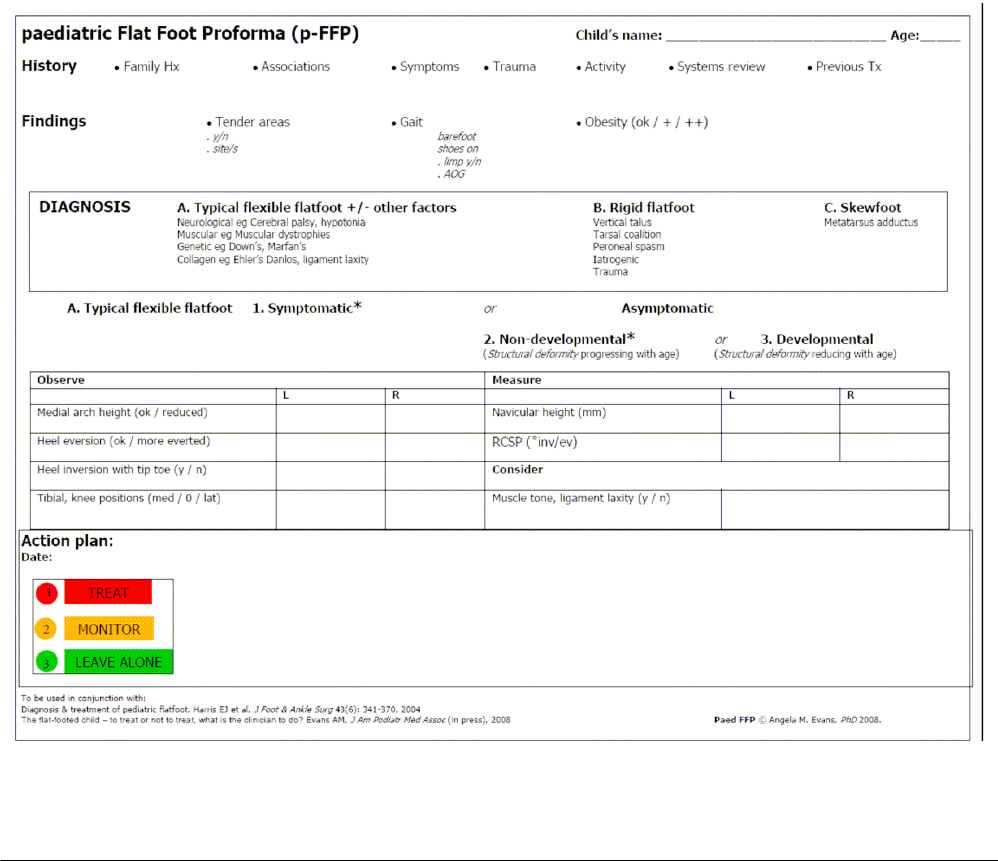 paediatric Flat Foot Proforma (p-FFP) Child's name: ______________________________ Age:_____
History • Family Hx • Associations • Symptoms • Trauma • Activity • Systems review • Previous Tx
Findings • Tender areas • Gait • Obesity (ok / + / ++)
. y/n barefoot
. site/s shoes on
. limp y/n
. AOG
DIAGNOSIS A. Typical flexible flatfoot +/- other factors B. Rigid flatfoot C. Skewfoot
Neurological eg Cerebral palsy, hypotonia Vertical talus Metatarsus adductus
Muscular eg Muscular dystrophies Tarsal coalition
Genetic eg Down's, Marfan's Peroneal spasm
Collagen eg Ehler's Danlos, ligament laxity Iatrogenic
Trauma
A. Typical flexible flatfoot 1. Symptomatic* or Asymptomatic
2. Non-developmental* or 3. Developmental
(Structural deformity progressing with age) (Structural deformity reducing with age)
Observe Measure
L R L R
Medial arch height (ok / reduced) Navicular height (mm)
Heel eversion (ok / more everted) RCSP (°inv/ev)
Heel inversion with tip toe (y / n) Consider
Tibial, knee positions (med / 0 / lat) Muscle tone, ligament laxity (y / n)
Action plan:
Date:
1 TREAT
2 MONITOR
3 LEAVE ALONE
To be used in conjunction with:
Diagnosis & treatment of pediatric flatfoot. Harris EJ et al. J Foot & Ankle Surg 43(6): 341-370, 2004
The flat-footed child – to treat or not to treat, what is the clinician to do? Evans AM, J Am Podiatr Med Assoc (in press), 2008 Paed FFP © Angela M. Evans, PhD 2008.